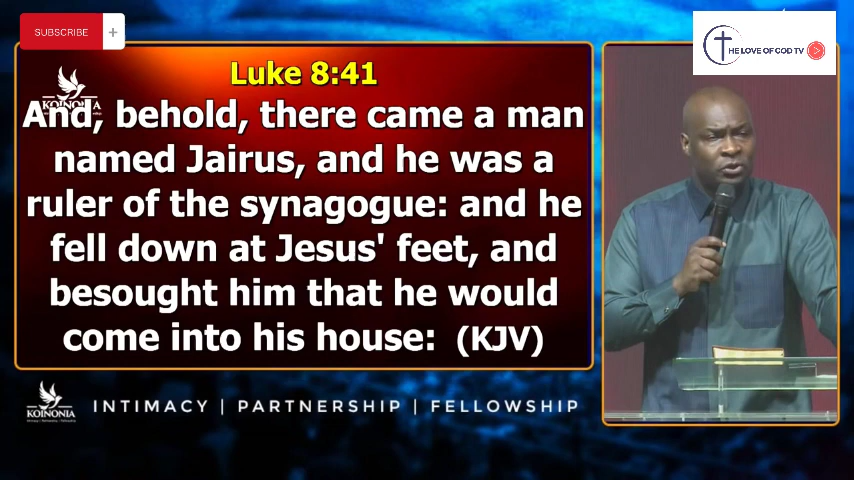 SUBSCRIBE +
THE LOVE OF GOD TV
Luke 8:41
KOINONIA
And, behold, there came a man
named Jairus, and he was a
ruler of the synagogue: and he
fell down at Jesus' feet, and
besought him that he would
come into his house: (KJV)
KOINONIA
INTIMACY | PARTNERSHIP | FELLOWSHIP